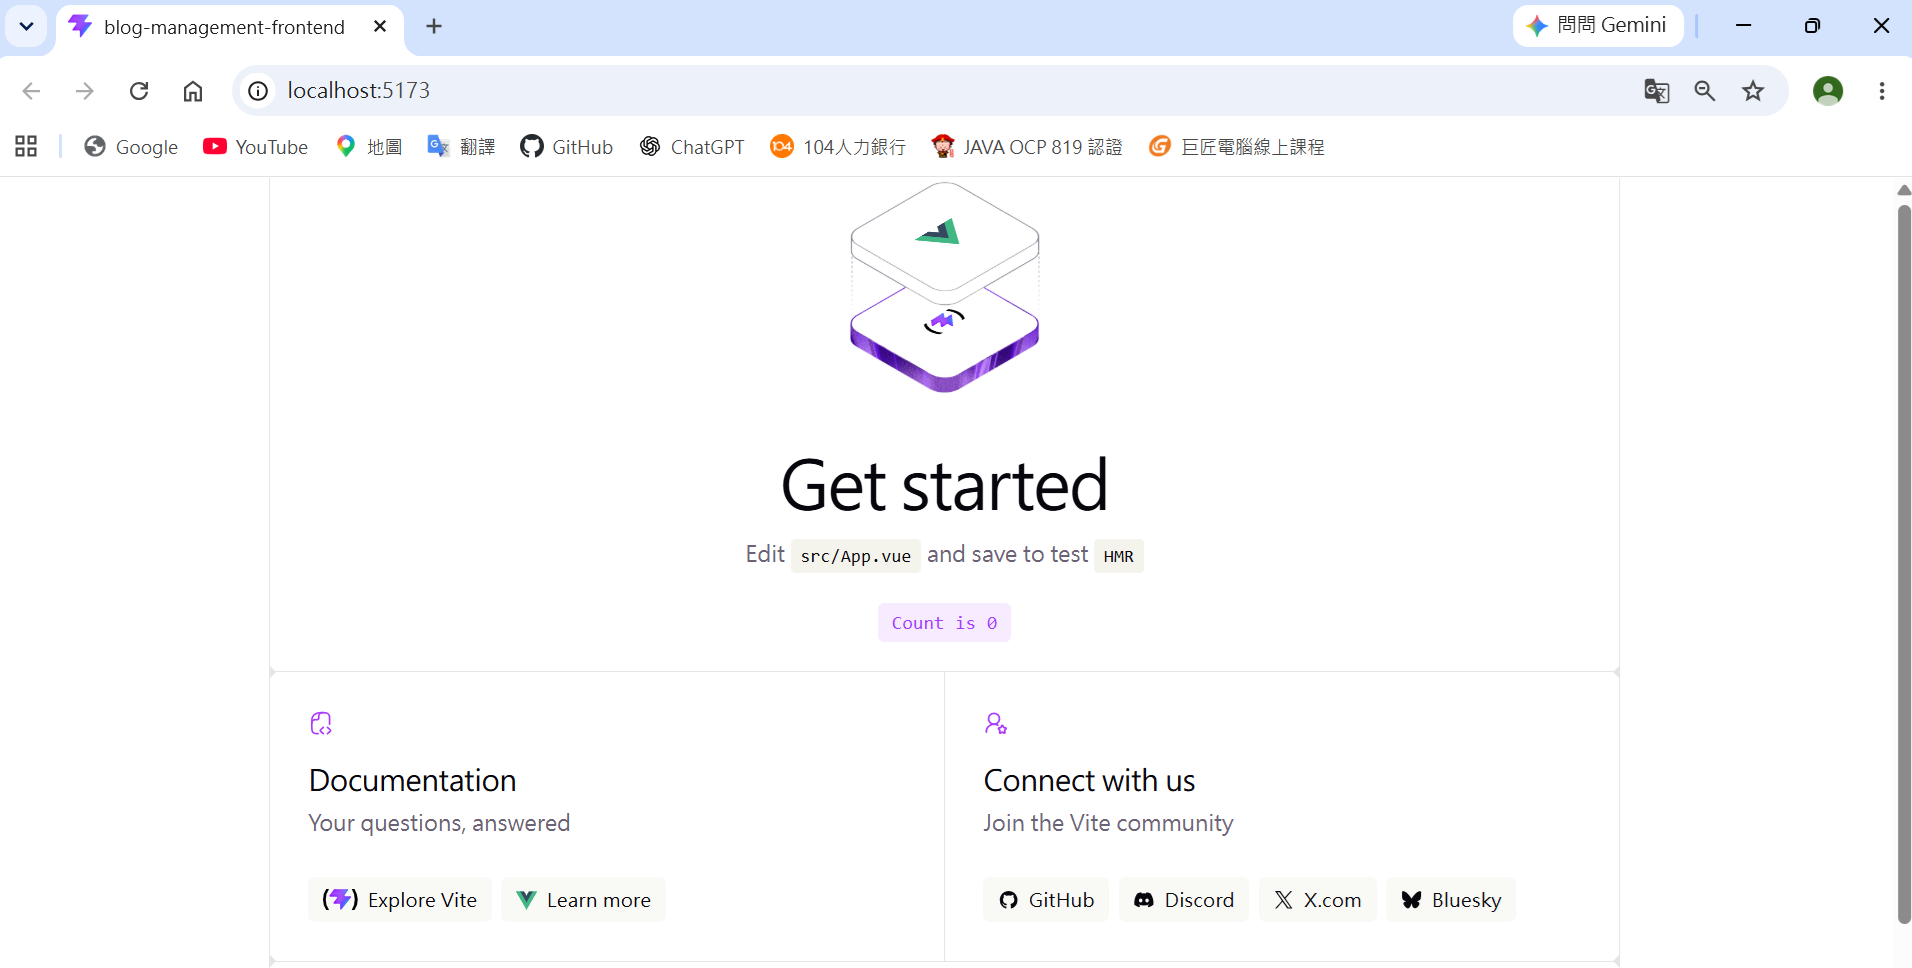 blog-management-frontend
問問 Gemini
localhost:5173
Google YouTube 地圖 翻譯 GitHub ChatGPT 104人力銀行 JAVA OCP 819 認證 巨匠電腦線上課程
Get started
Edit src/App.vue and save to test HMR
Count is 0
Documentation
Your questions, answered
Explore Vite Learn more
Connect with us
Join the Vite community
GitHub Discord X.com Bluesky